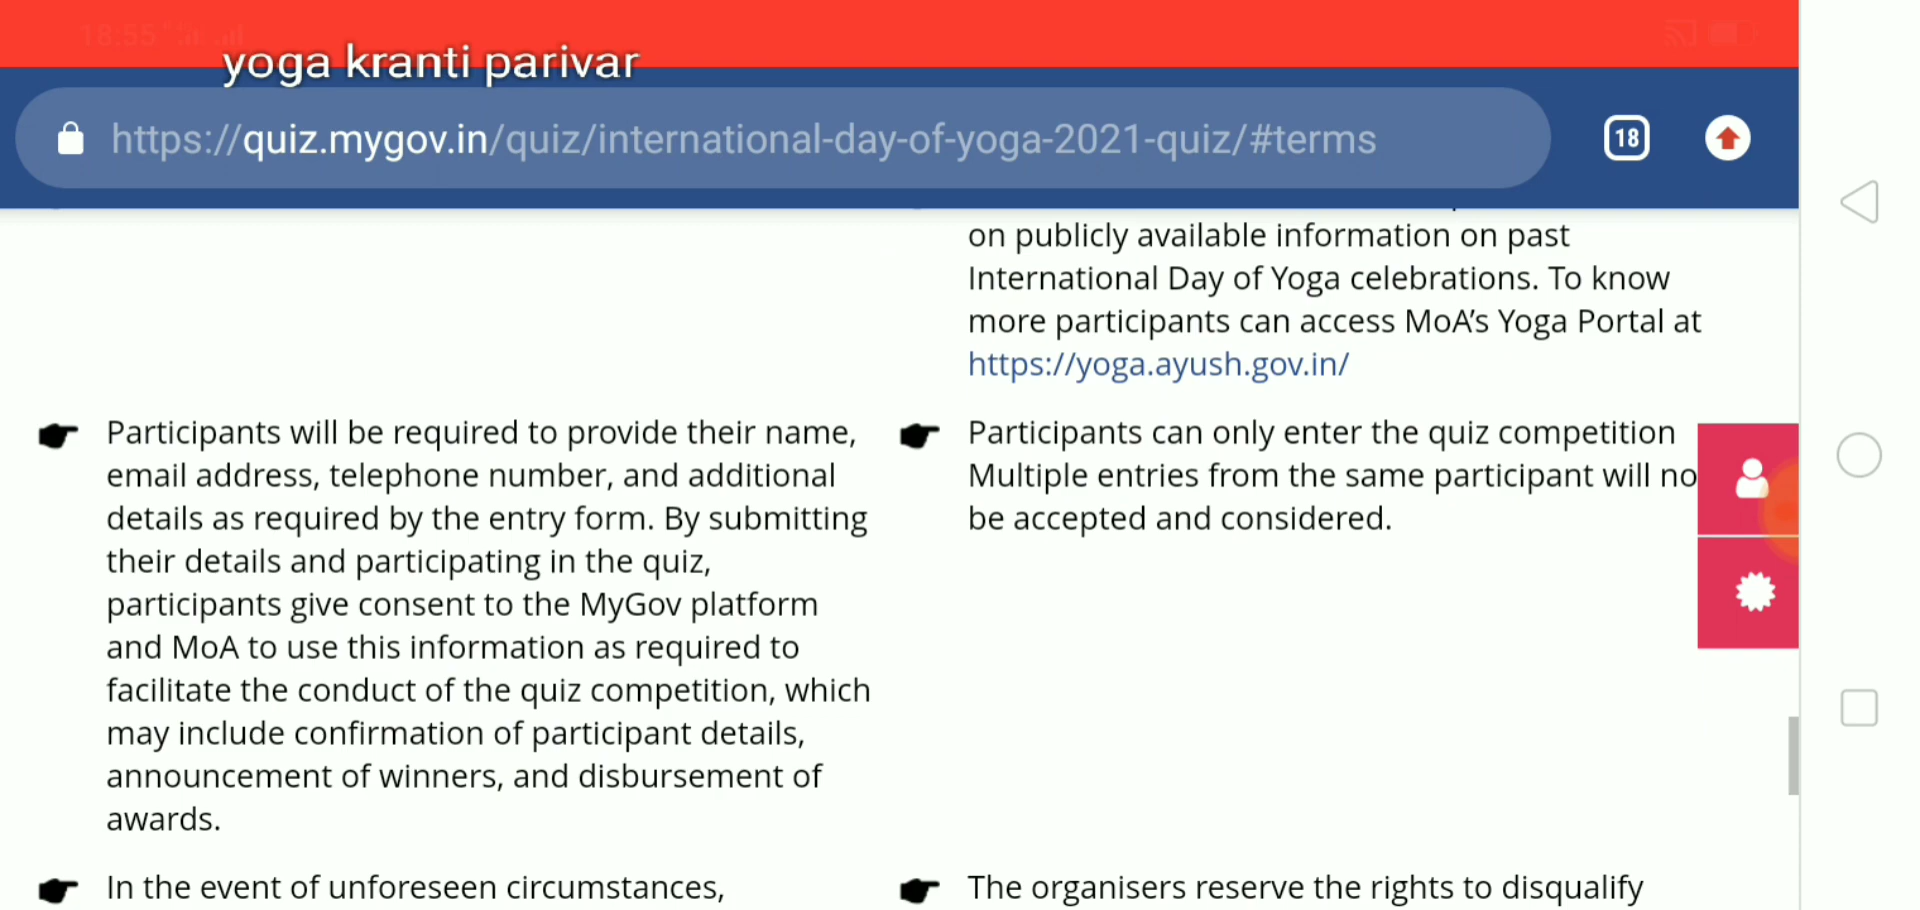 18:55
yoga kranti parivar
https://quiz.mygov.in/quiz/international-day-of-yoga-2021-quiz/#terms
18
on publicly available information on past
International Day of Yoga celebrations. To know
more participants can access MoA's Yoga Portal at
https://yoga.ayush.gov.in/
Participants will be required to provide their name,
email address, telephone number, and additional
details as required by the entry form. By submitting
their details and participating in the quiz,
participants give consent to the MyGov platform
and MoA to use this information as required to
facilitate the conduct of the quiz competition, which
may include confirmation of participant details,
announcement of winners, and disbursement of
awards.
Participants can only enter the quiz competition
Multiple entries from the same participant will no
be accepted and considered.
In the event of unforeseen circumstances,
The organisers reserve the rights to disqualify